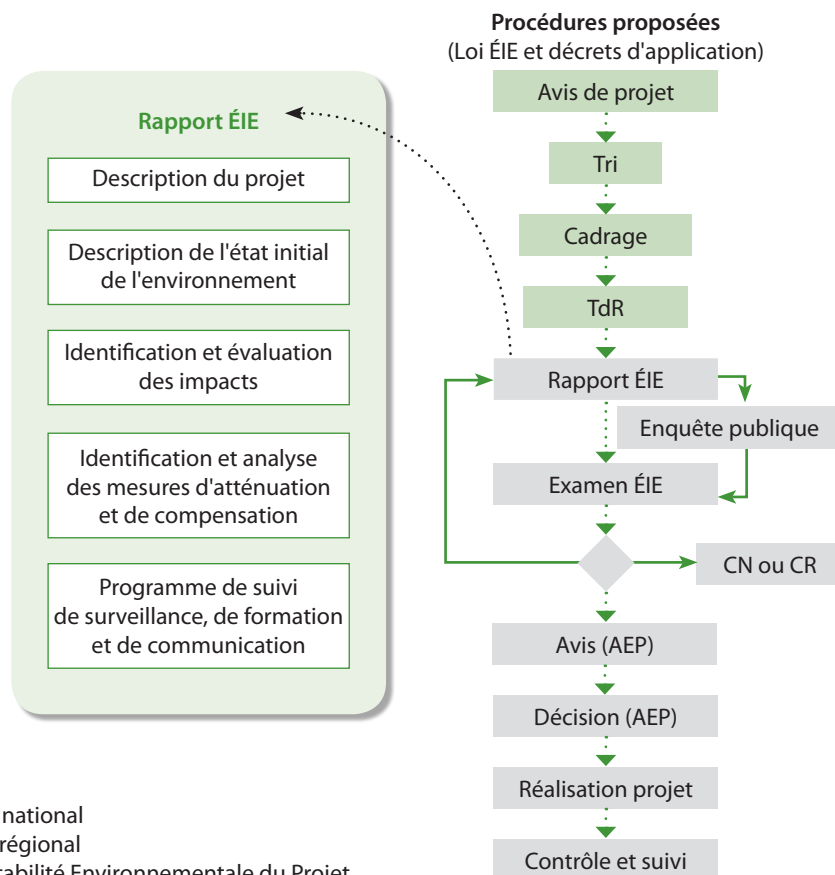 Procédures proposées
(Loi ÉIE et décrets d'application)
Rapport ÉIE
Description du projet
Description de l'état initial
de l'environnement
Identification et évaluation
des impacts
Identification et analyse
des mesures d'atténuation
et de compensation
Programme de suivi
de surveillance, de formation
et de communication
Avis de projet
Tri
Cadrage
TdR
Rapport ÉIE
Enquête publique
Examen ÉIE
CN ou CR
Avis (AEP)
Décision (AEP)
Réalisation projet
Contrôle et suivi
national
régional
Environnementale du Projet